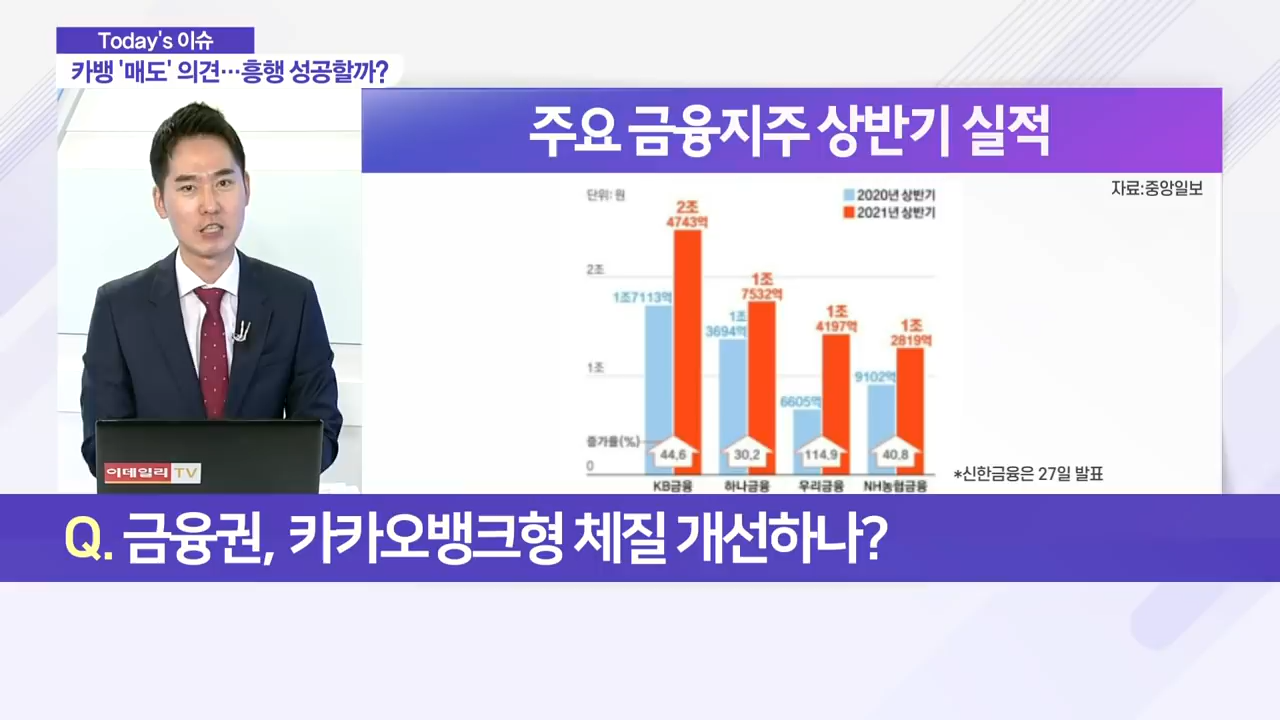 Today's 이슈
카뱅 '매도' 의견…흥행 성공할까?
주요 금융지주 상반기 실적
자료:중앙일보
단위: 원
2020년 상반기
2021년 상반기
2조
4743억
2조
1조7113억
1조
7532억
1조
3694억
1조
4197억
1조
2819억
1조
9102억
6605억
증가율(%)
44.6
30.2
114.9
40.8
0
KB금융
하나금융
우리금융
NH농협금융
*신한금융은 27일 발표
이데일리 TV
Q. 금융권, 카카오뱅크형 체질 개선하나?